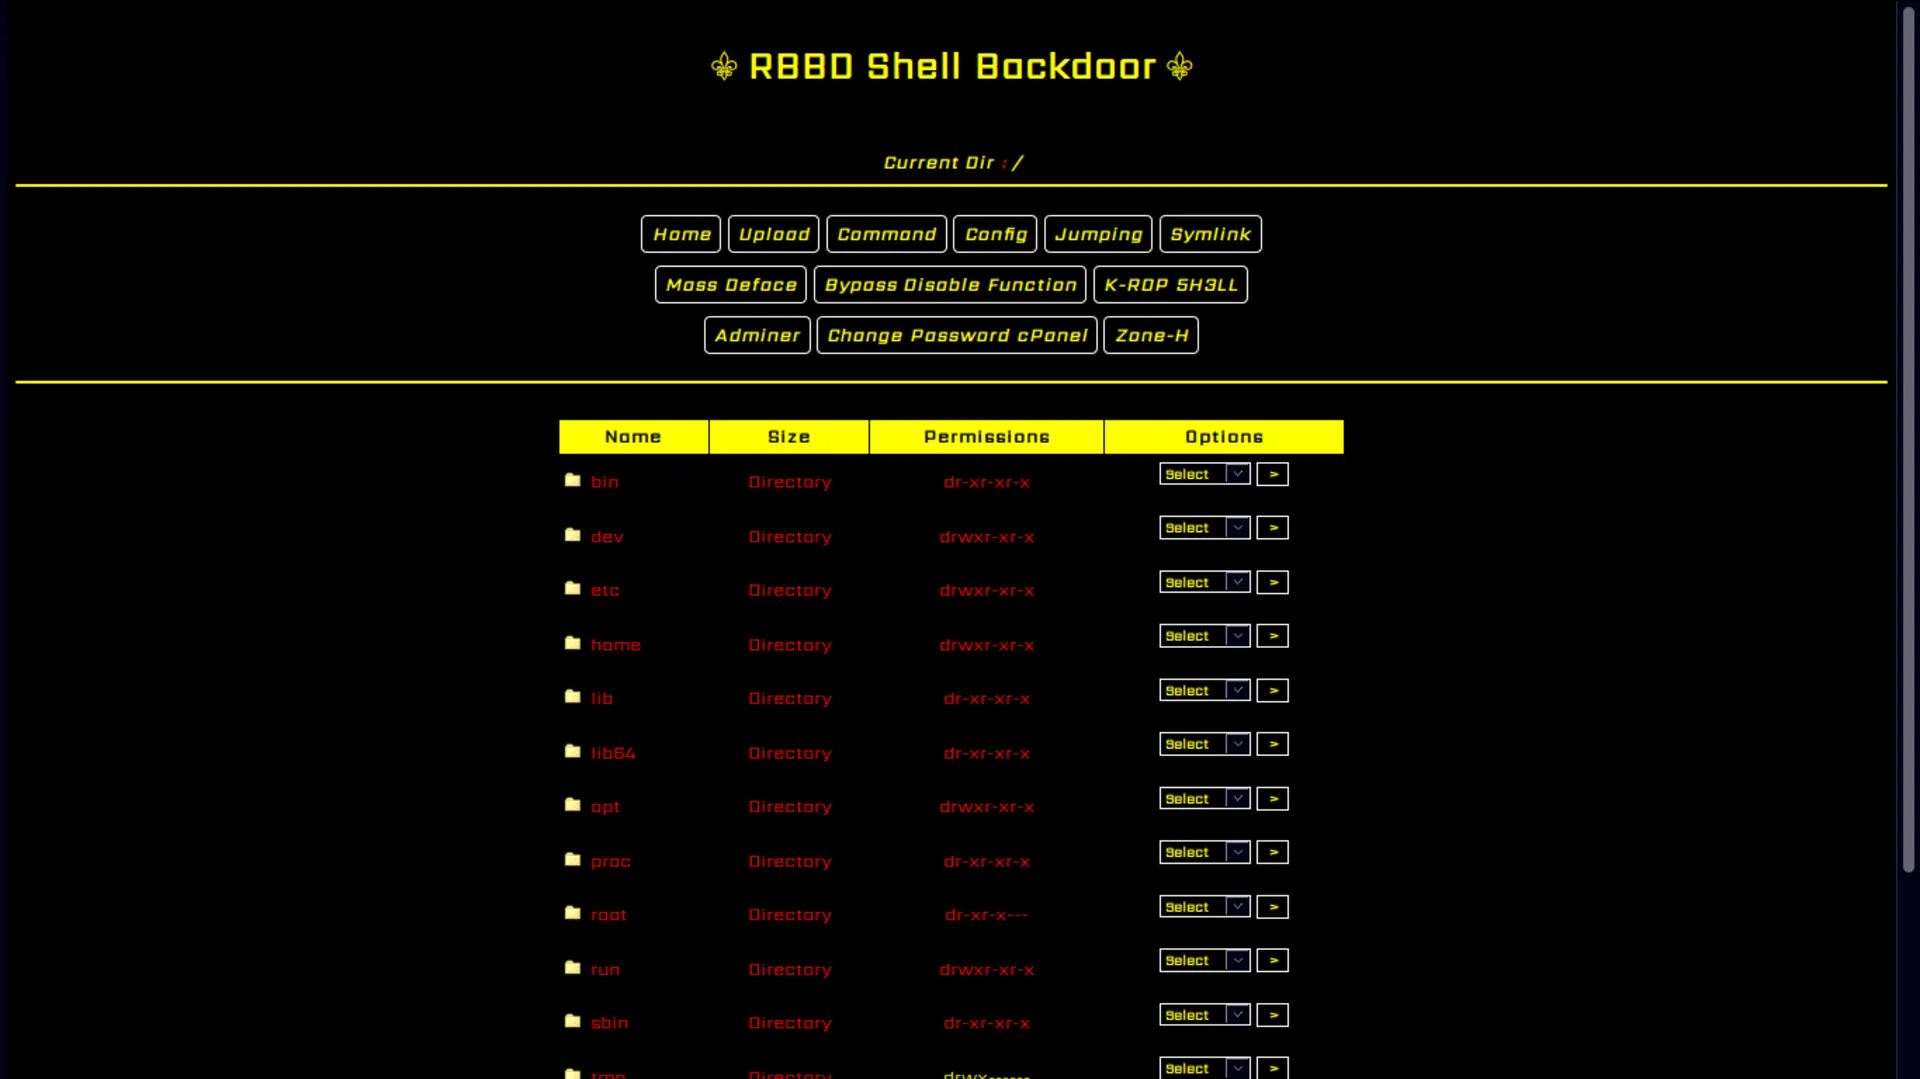 ⚜ RBBD Shell Backdoor ⚜
Current Dir : /
Home Upload Command Config Jumping Symlink
Mass Deface Bypass Disable Function K-RDP 5H3LL
Adminer Change Password cPanel Zone-H
Name Size Permissions Options
bin Directory dr-xr-xr-x Select >
dev Directory drwxr-xr-x Select >
etc Directory drwxr-xr-x Select >
home Directory drwxr-xr-x Select >
lib Directory dr-xr-xr-x Select >
lib64 Directory dr-xr-xr-x Select >
opt Directory drwxr-xr-x Select >
proc Directory dr-xr-xr-x Select >
root Directory dr-xr-x--- Select >
run Directory drwxr-xr-x Select >
sbin Directory dr-xr-xr-x Select >
tmp Directory drwx------ Select >